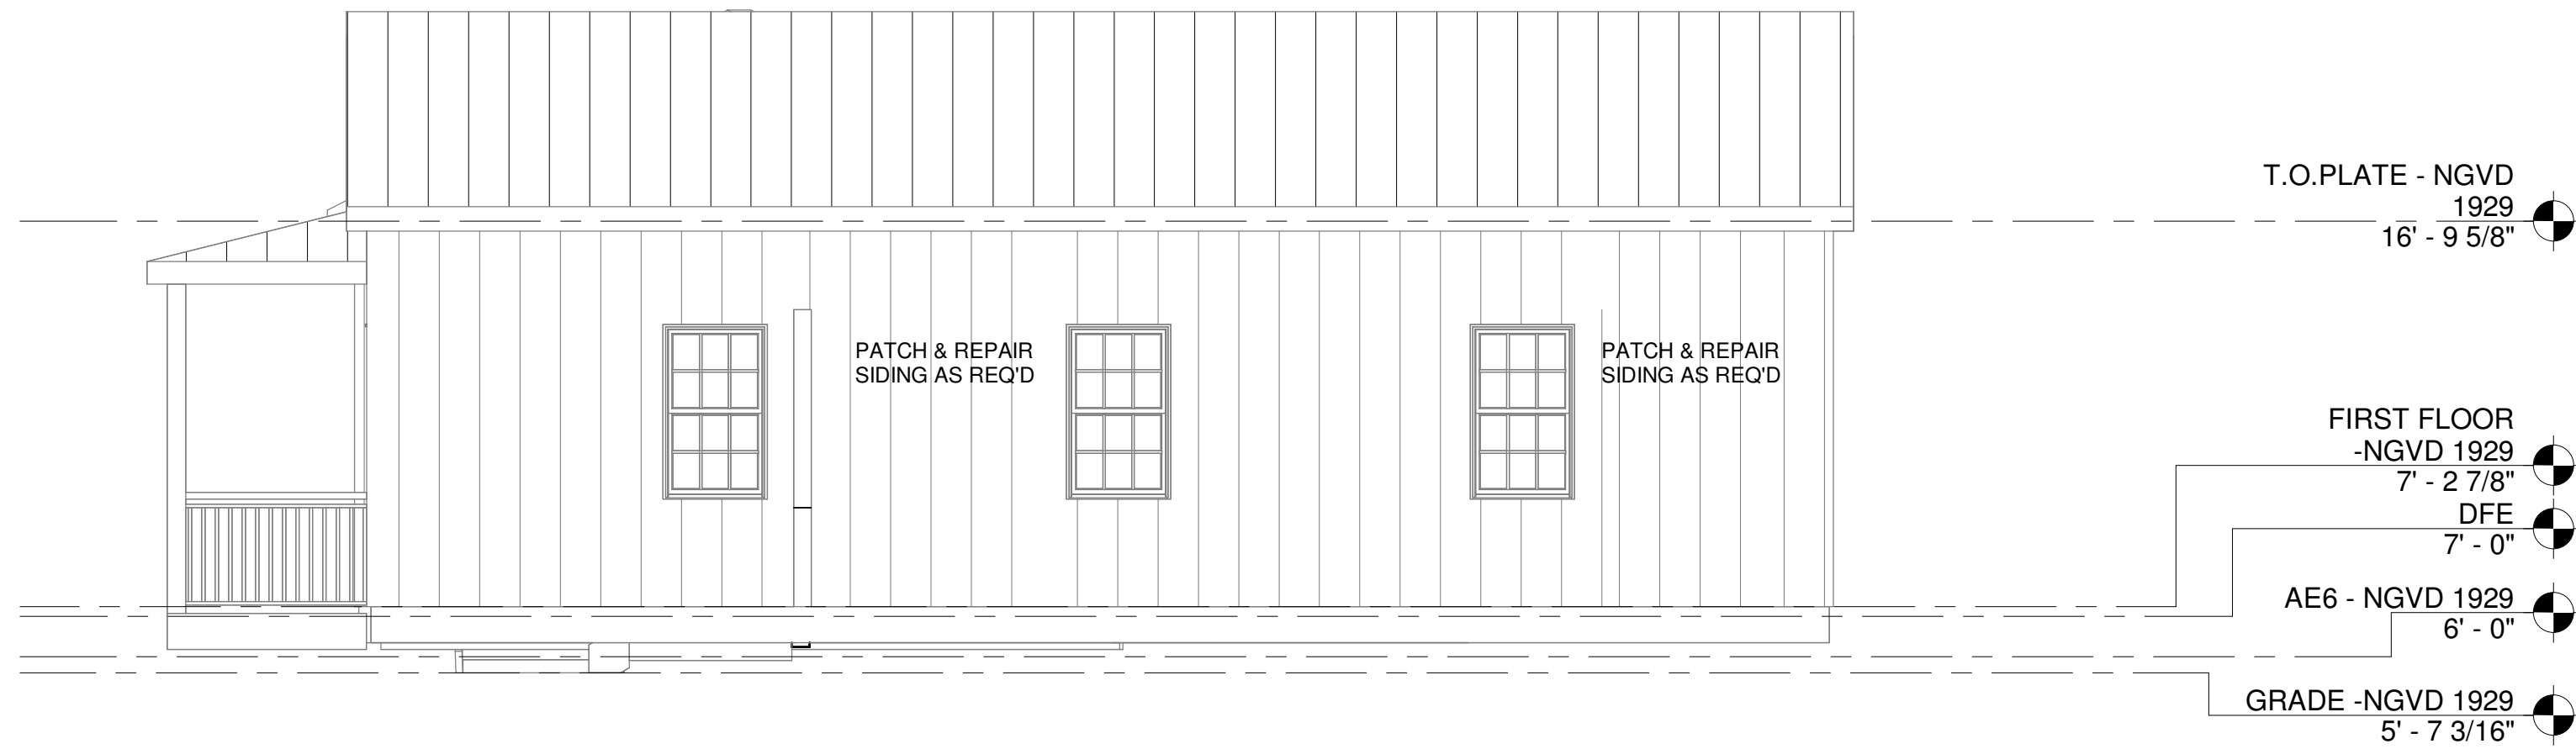 T.O.PLATE - NGVD
1929
16' - 9 5/8"
PATCH & REPAIR
SIDING AS REQ'D
PATCH & REPAIR
SIDING AS REQ'D
FIRST FLOOR
-NGVD 1929
7' - 2 7/8"
DFE
7' - 0"
AE6 - NGVD 1929
6' - 0"
GRADE -NGVD 1929
5' - 7 3/16"